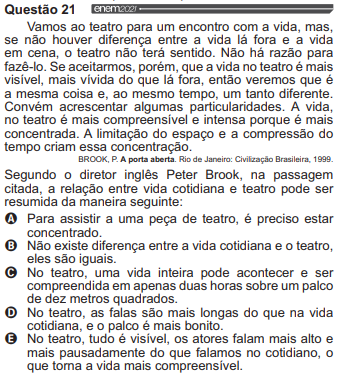 Questão 21 enem2021
Vamos ao teatro para um encontro com a vida, mas,
se não houver diferença entre a vida lá fora e a vida
em cena, o teatro não terá sentido. Não há razão para
fazê-lo. Se aceitarmos, porém, que a vida no teatro é mais
visível, mais vívida do que lá fora, então veremos que é
a mesma coisa e, ao mesmo tempo, um tanto diferente.
Convém acrescentar algumas particularidades. A vida,
no teatro é mais compreensível e intensa porque é mais
concentrada. A limitação do espaço e a compressão do
tempo criam essa concentração.
BROOK, P. A porta aberta. Rio de Janeiro: Civilização Brasileira, 1999.
Segundo o diretor inglês Peter Brook, na passagem
citada, a relação entre vida cotidiana e teatro pode ser
resumida da maneira seguinte:
A Para assistir a uma peça de teatro, é preciso estar
concentrado.
B Não existe diferença entre a vida cotidiana e o teatro,
eles são iguais.
C No teatro, uma vida inteira pode acontecer e ser
compreendida em apenas duas horas sobre um palco
de dez metros quadrados.
D No teatro, as falas são mais longas do que na vida
cotidiana, e o palco é mais bonito.
E No teatro, tudo é visível, os atores falam mais alto e
mais pausadamente do que falamos no cotidiano, o
que torna a vida mais compreensível.